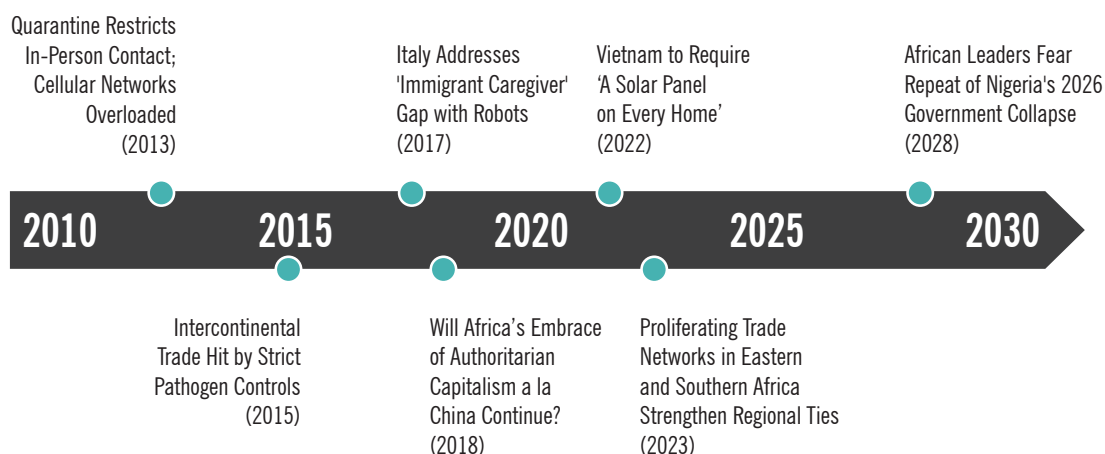 Quarantine Restricts
In-Person Contact;
Cellular Networks
Overloaded
(2013)
Italy Addresses
'Immigrant Caregiver'
Gap with Robots
(2017)
Vietnam to Require
‘A Solar Panel
on Every Home’
(2022)
African Leaders Fear
Repeat of Nigeria's 2026
Government Collapse
(2028)
2010 2015 2020 2025 2030
Intercontinental
Trade Hit by Strict
Pathogen Controls
(2015)
Will Africa’s Embrace
of Authoritarian
Capitalism a la
China Continue?
(2018)
Proliferating Trade
Networks in Eastern
and Southern Africa
Strengthen Regional Ties
(2023)